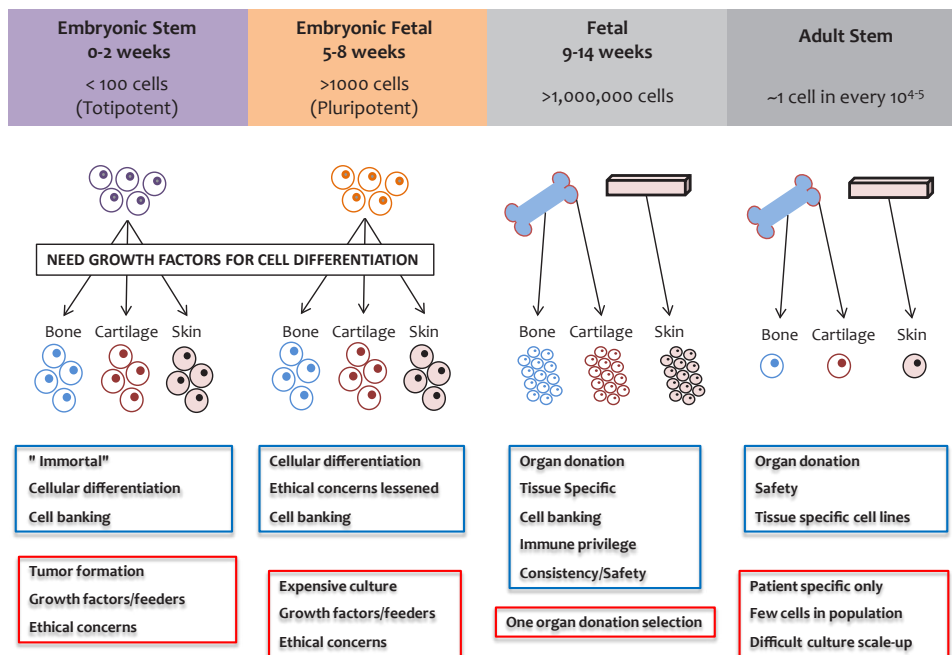 Embryonic Stem
0-2 weeks
< 100 cells
(Totipotent)
Embryonic Fetal
5-8 weeks
>1000 cells
(Pluripotent)
Fetal
9-14 weeks
>1,000,000 cells
Adult Stem
~1 cell in every 10⁴⁻⁵
NEED GROWTH FACTORS FOR CELL DIFFERENTIATION
Bone Cartilage Skin
Bone Cartilage Skin
Bone Cartilage Skin
Bone Cartilage Skin
" Immortal"
Cellular differentiation
Cell banking
Cellular differentiation
Ethical concerns lessened
Cell banking
Organ donation
Tissue Specific
Cell banking
Immune privilege
Consistency/Safety
Organ donation
Safety
Tissue specific cell lines
Tumor formation
Growth factors/feeders
Ethical concerns
Expensive culture
Growth factors/feeders
Ethical concerns
One organ donation selection
Patient specific only
Few cells in population
Difficult culture scale-up